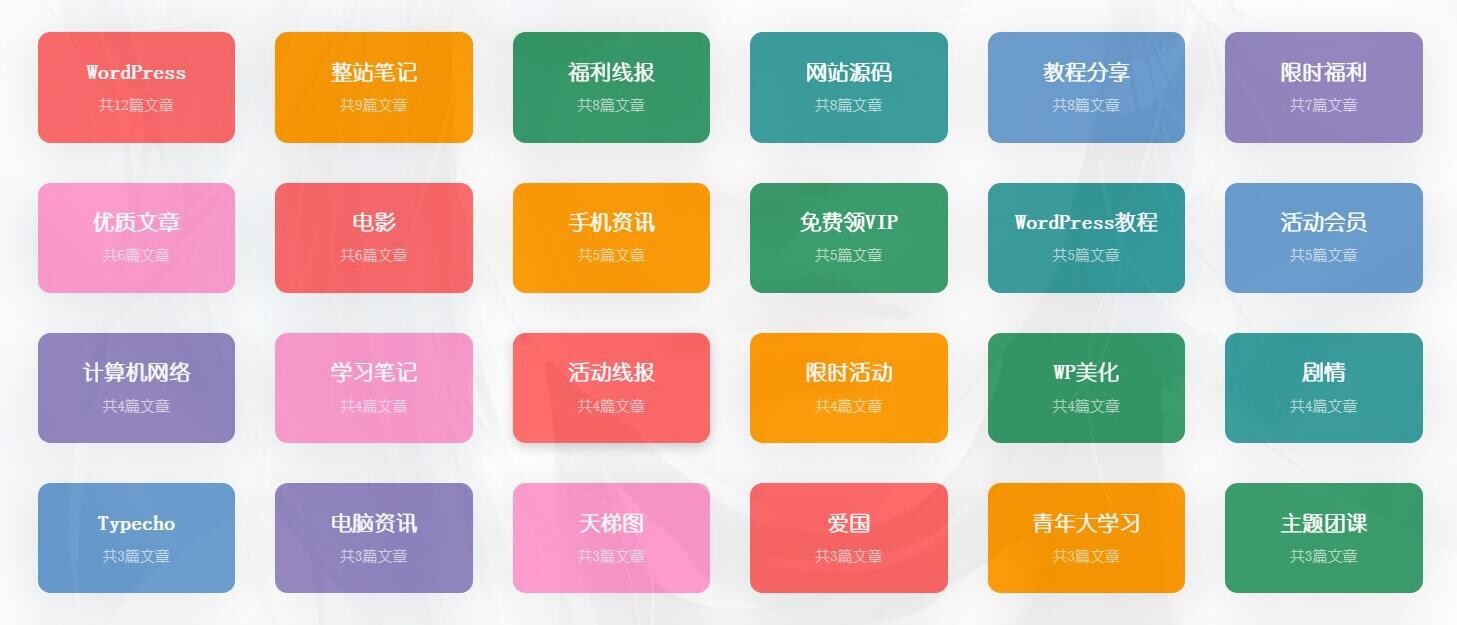 WordPress
共12篇文章
整站笔记
共9篇文章
福利线报
共8篇文章
网站源码
共8篇文章
教程分享
共8篇文章
限时福利
共7篇文章
优质文章
共6篇文章
电影
共6篇文章
手机资讯
共5篇文章
免费领VIP
共5篇文章
WordPress教程
共5篇文章
活动会员
共5篇文章
计算机网络
共4篇文章
学习笔记
共4篇文章
活动线报
共4篇文章
限时活动
共4篇文章
WP美化
共4篇文章
剧情
共4篇文章
Typecho
共3篇文章
电脑资讯
共3篇文章
天梯图
共3篇文章
爱国
共3篇文章
青年大学习
共3篇文章
主题团课
共3篇文章